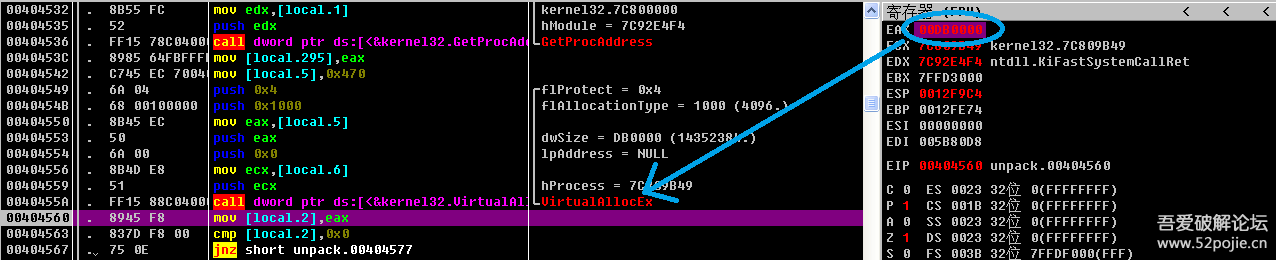 00404532 . 8B55 FC mov edx,[local.1] kernel32.7C800000
00404535 . 52 push edx hModule = 7C92E4F4
00404536 . FF15 78C04000 call dword ptr ds:[<&kernel32.GetProcAdd GetProcAddress
0040453C . 8985 64FBFFFF mov [local.295],eax
00404542 . C745 EC 70040 mov [local.5],0x470
00404549 . 6A 04 push 0x4 flProtect = 0x4
0040454B . 68 00100000 push 0x1000 flAllocationType = 1000 (4096.)
00404550 . 8B45 EC mov eax,[local.5]
00404553 . 50 push eax dwSize = DB0000 (14352384.)
00404554 . 6A 00 push 0x0 lpAddress = NULL
00404556 . 8B4D E8 mov ecx,[local.6]
00404559 . 51 push ecx hProcess = 7C809B49
0040455A . FF15 88C04000 call dword ptr ds:[<&kernel32.VirtualAll VirtualAllocEx
00404560 . 8945 F8 mov [local.2],eax
00404563 . 837D F8 00 cmp [local.2],0x0
00404567 . 75 0E jnz short unpack.00404577
寄存器 (FPU) < < <
EAX 00DB0000
ECX 7C809B49 kernel32.7C809B49
EDX 7C92E4F4 ntdll.KiFastSystemCallRet
EBX 7FFD3000
ESP 0012F9C4
EBP 0012FE74
ESI 00000000
EDI 005B80D8
EIP 00404560 unpack.00404560
C 0 ES 0023 32位 0(FFFFFFFF)
P 1 CS 001B 32位 0(FFFFFFFF)
A 0 SS 0023 32位 0(FFFFFFFF)
Z 1 DS 0023 32位 0(FFFFFFFF)
S 0 FS 003B 32位 7FFDF000(FFF)
吾爱破解论坛
www.52pojie.cn